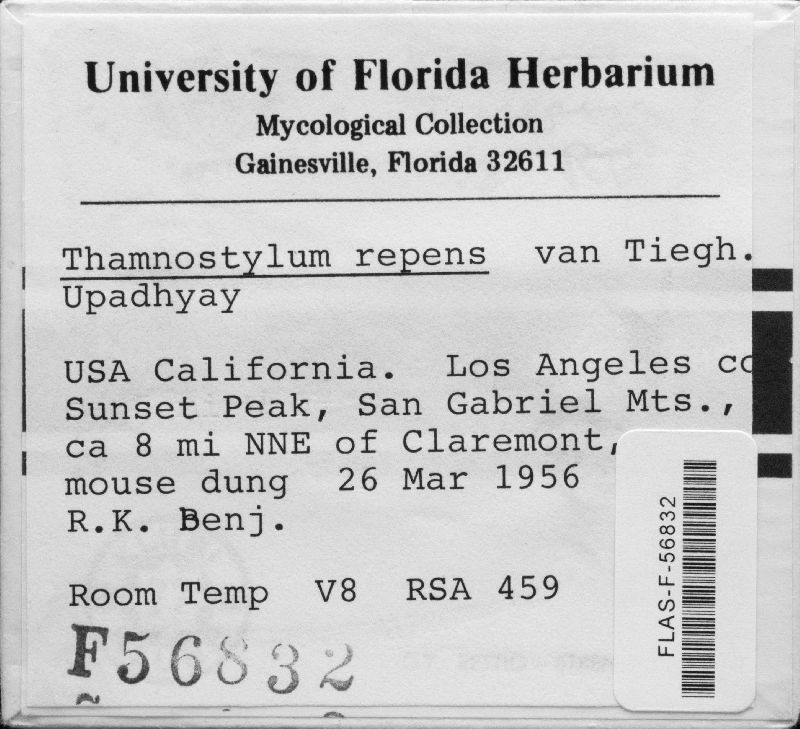 University of Florida Herbarium
Mycological Collection
Gainesville, Florida 32611
Thamnostylum repens van Tiegh.
Upadhyay
USA California. Los Angeles co
Sunset Peak, San Gabriel Mts.,
ca 8 mi NNE of Claremont,
mouse dung 26 Mar 1956
R.K. Benj.
Room Temp V8 RSA 459
F56832
FLAS-F-56832